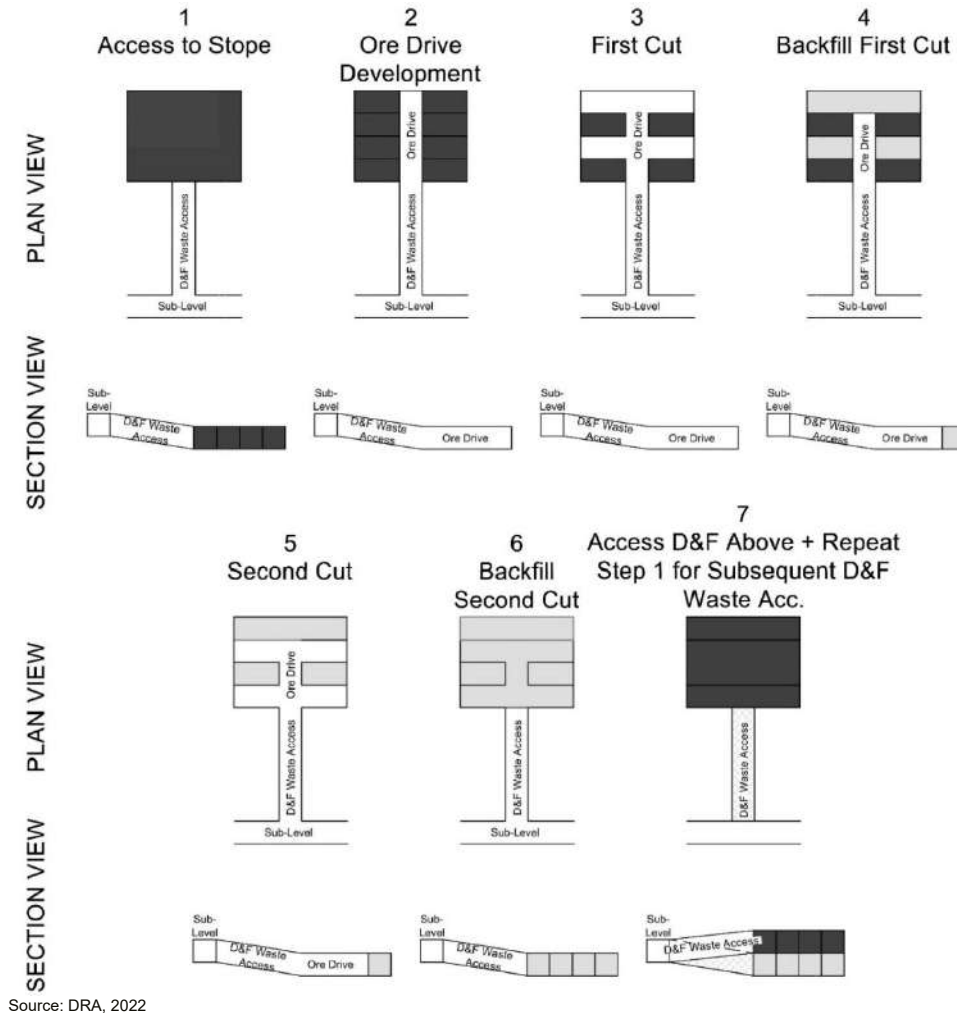 1
Access to Stope
2
Ore Drive
Development
3
First Cut
4
Backfill First Cut
PLAN VIEW
D&F Waste Access
Sub-Level
Ore Drive
D&F Waste Access
Sub-Level
Ore Drive
D&F Waste Access
Sub-Level
Ore Drive
D&F Waste Access
Sub-Level
SECTION VIEW
Sub-
Level
D&F Waste
Access
Sub-
Level
D&F Waste
Access
Ore Drive
Sub-
Level
D&F Waste
Access
Ore Drive
Sub-
Level
D&F Waste
Access
Ore Drive
5
Second Cut
6
Backfill
Second Cut
7
Access D&F Above + Repeat
Step 1 for Subsequent D&F
Waste Acc.
PLAN VIEW
Ore Drive
D&F Waste Access
Sub-Level
D&F Waste Access
Sub-Level
D&F Waste Access
SECTION VIEW
Sub-
Level
D&F Waste
Access
Ore Drive
Sub-
Level
D&F Waste
Access
Sub-
Level
D&F Waste Access
Source: DRA, 2022